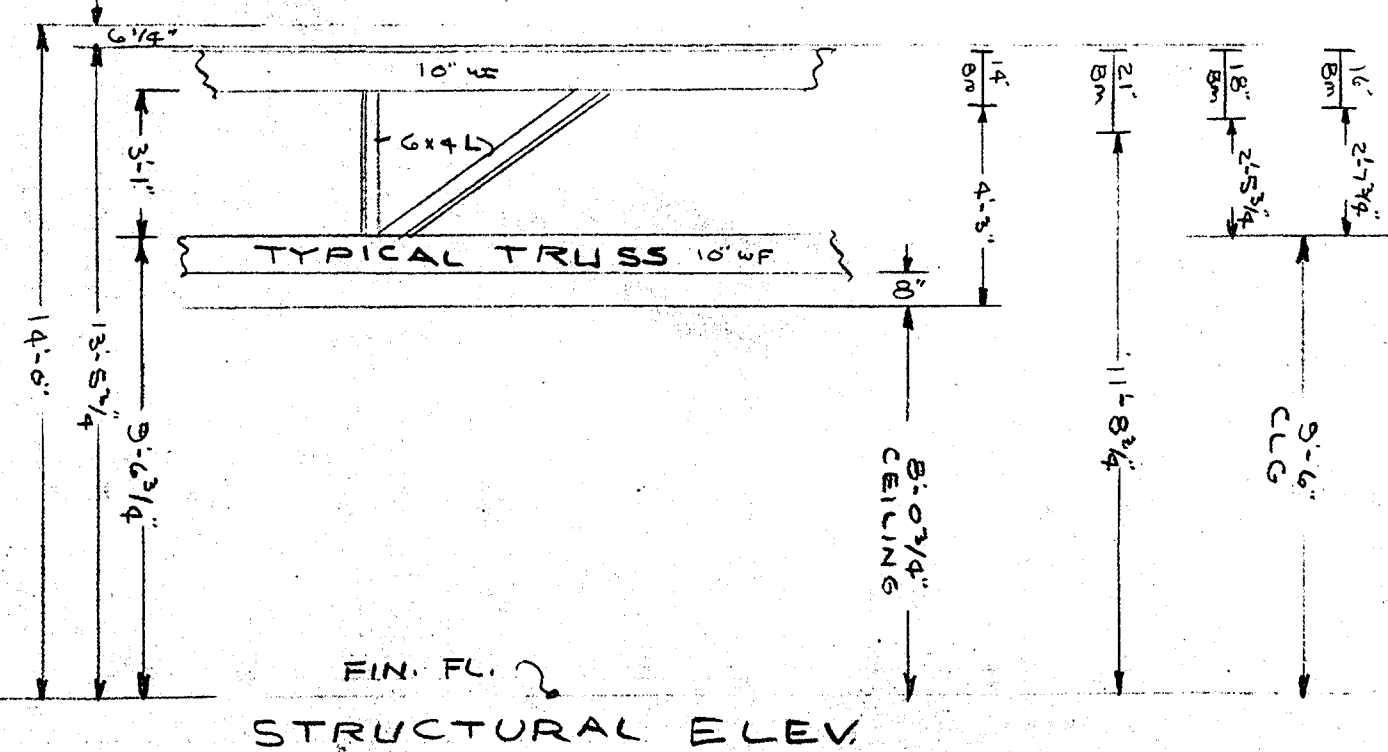 6 1/4"
10" WF
14" BM
21" BM
18" BM
16" BM
3'-1"
6x4 L
4'-3"
2'-5 3/4"
2'-7 3/4"
TYPICAL TRUSS 10" WF
8"
14'-0"
13'-5 3/4"
9'-6 3/4"
11'-8 3/4"
9'-6"
CLG
8'-0 3/4"
CEILING
FIN. FL.
STRUCTURAL ELEV.